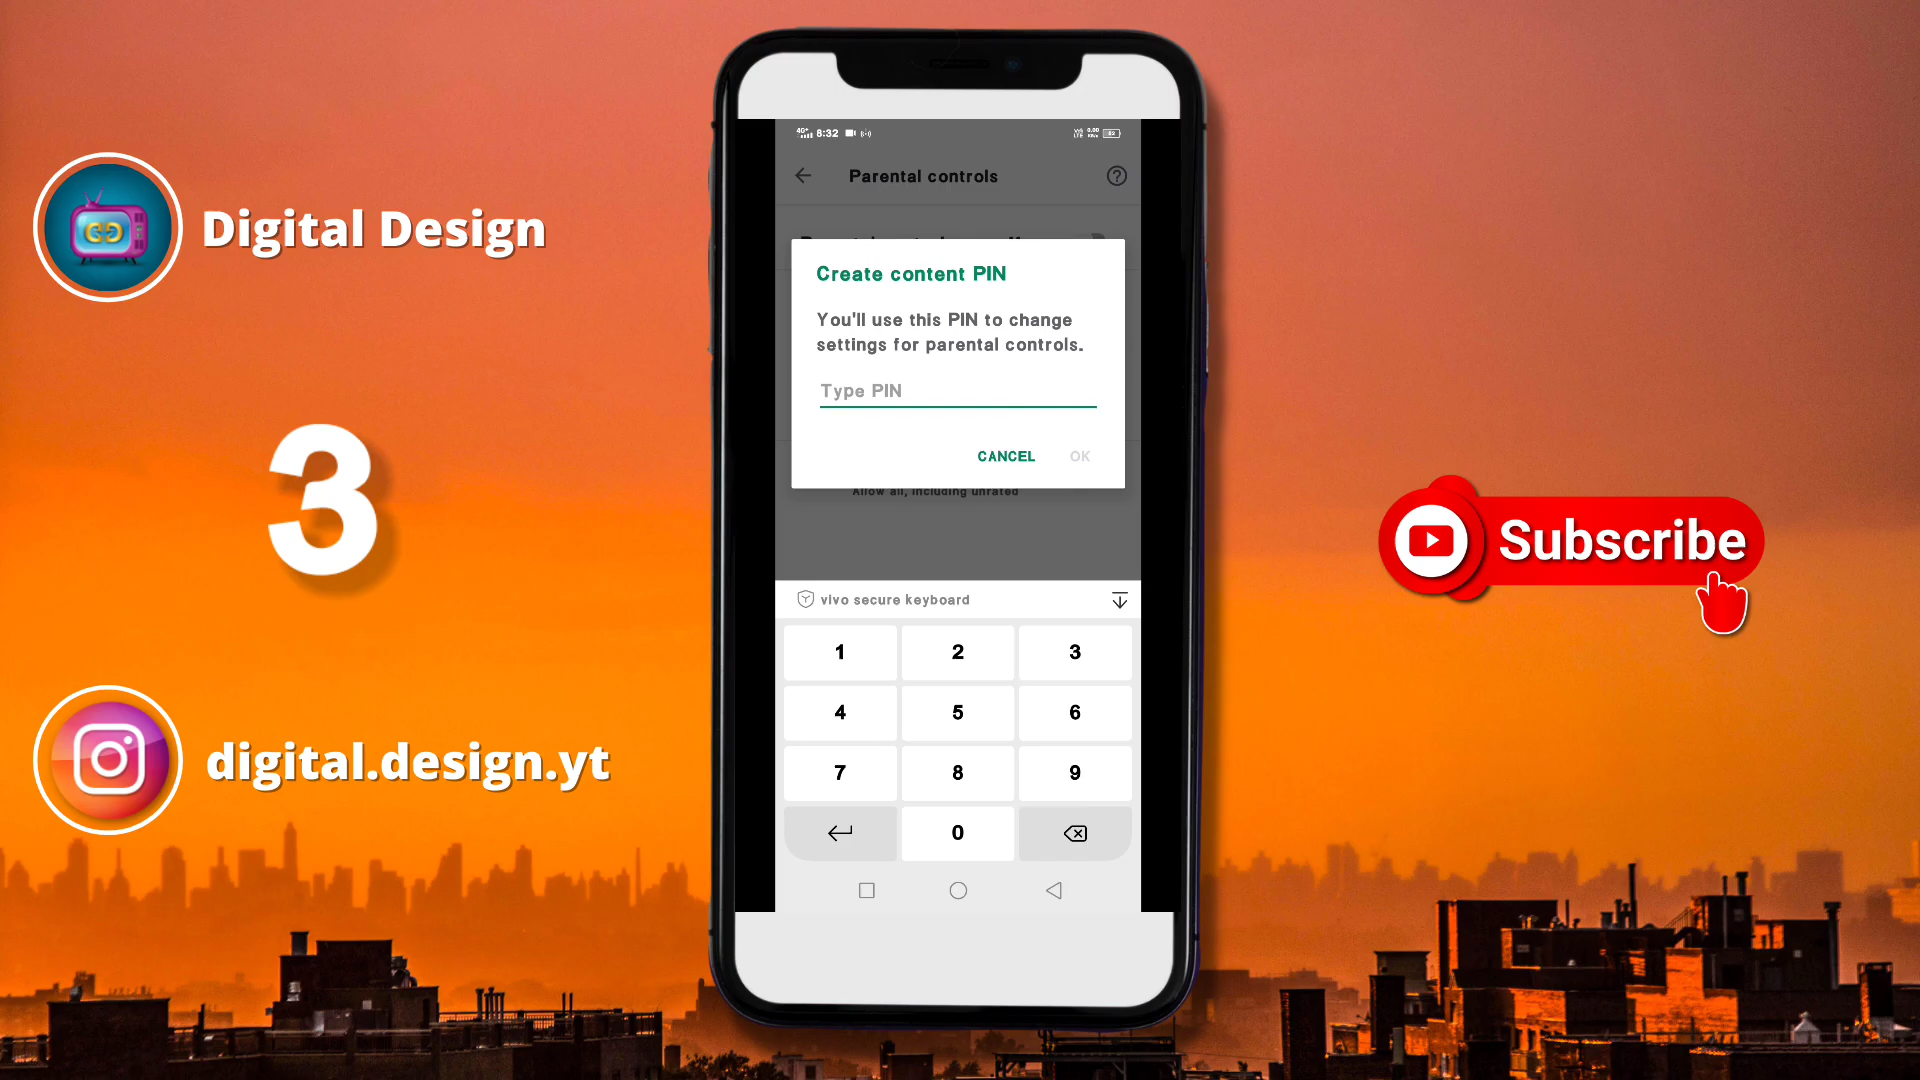 Digital Design
3
digital.design.yt
8:32
Parental controls
Create content PIN
You'll use this PIN to change
settings for parental controls.
Type PIN
CANCEL OK
Allow all, including unrated
vivo secure keyboard
1 2 3
4 5 6
7 8 9
0
Subscribe